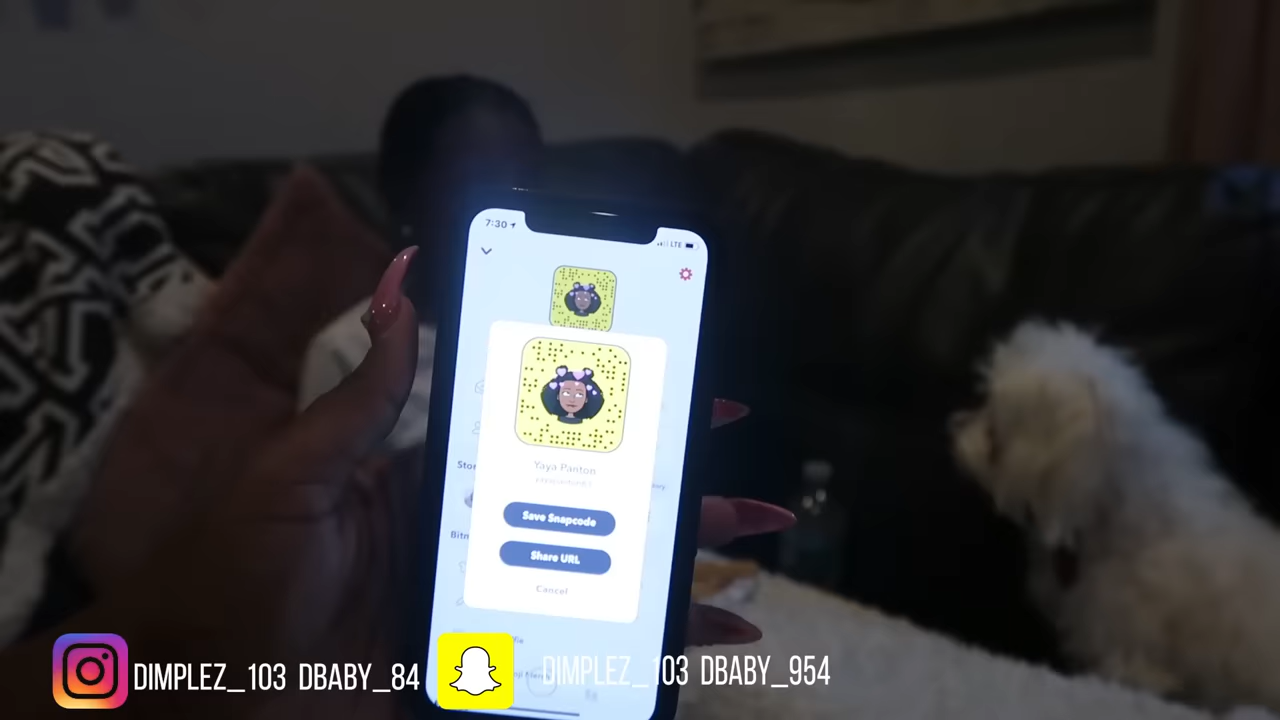 7:30
LTE
Yaya Panton
Save Snapcode
Share URL
Cancel
DIMPLEZ_103 DBABY_84
DIMPLEZ_103 DBABY_954